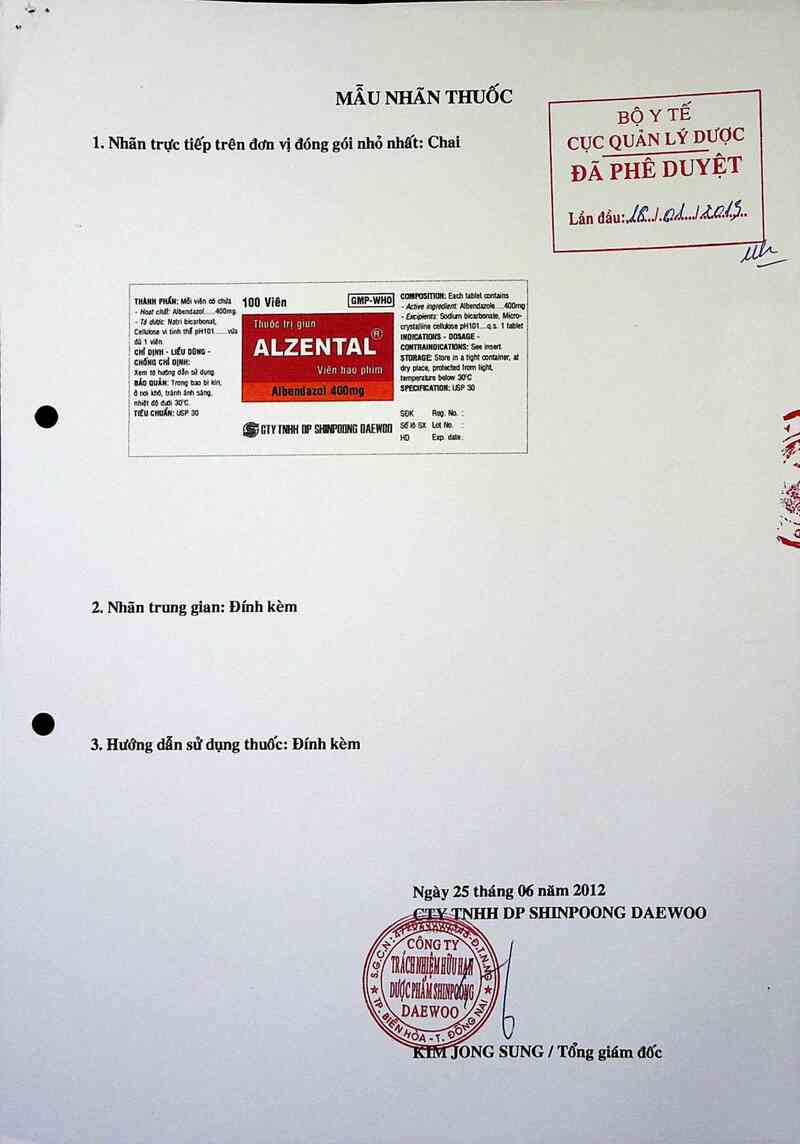 MẪU NHÃN THUỐC
1. Nhãn trực tiếp trên đơn vị đóng gói nhỏ nhất: Chai
BỘ Y TẾ
CỤC QUẢN LÝ DƯỢC
ĐÃ PHÊ DUYỆT
Lần đầu: 18./.01../.2013..
THÀNH PHẦN: Mỗi viên có chứa
- Hoạt chất: Albendazol.....400mg
- Tá dược: Natri bicarbonat,
Cellulose vi tinh thể pH101......vừa
đủ 1 viên
CHỈ ĐỊNH - LIỀU DÙNG -
CHỐNG CHỈ ĐỊNH:
Xem tờ hướng dẫn sử dụng
BẢO QUẢN: Trong bao bì kín,
ở nơi khô, tránh ánh sáng,
nhiệt độ dưới 30°C.
TIÊU CHUẨN: USP 30
100 Viên
GMP-WHO
Thuốc trị giun
ALZENTAL®
Viên bao phim
Albendazol 400mg
CTY TNHH DP SHINPOONG DAEWOO
COMPOSITION: Each tablet contains
- Active ingredient: Albendazole....400mg
- Excipients: Sodium bicarbonate, Micro-
crystalline cellulose pH101...q.s. 1 tablet
INDICATIONS - DOSAGE -
CONTRAINDICATIONS: See insert.
STORAGE: Store in a tight container, at
dry place, protected from light,
temperature below 30°C
SPECIFICATION: USP 30
SĐK Reg. No. :
Số lô SX Lot No. :
HD Exp. date:
2. Nhãn trung gian: Đính kèm
3. Hướng dẫn sử dụng thuốc: Đính kèm
Ngày 25 tháng 06 năm 2012
CTY TNHH DP SHINPOONG DAEWOO
CÔNG TY
TRÁCH NHIỆM HỮU HẠN
DƯỢC PHẨM SHINPOONG
DAEWOO
TP. BIÊN HÒA - T. ĐỒNG NAI
KIM JONG SUNG / Tổng giám đốc